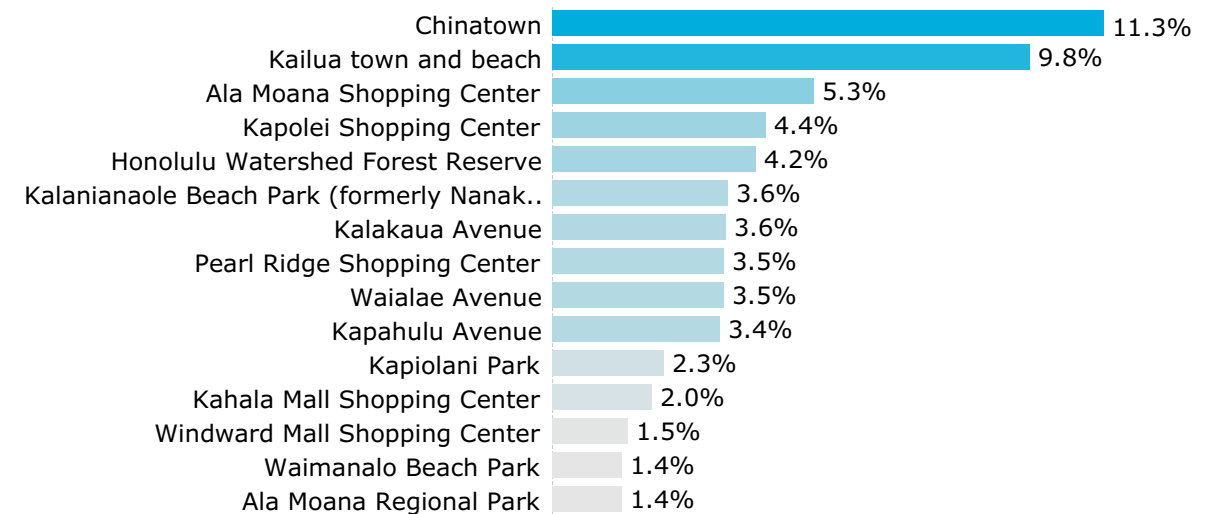 Chinatown 11.3%
Kailua town and beach 9.8%
Ala Moana Shopping Center 5.3%
Kapolei Shopping Center 4.4%
Honolulu Watershed Forest Reserve 4.2%
Kalanianaole Beach Park (formerly Nanak.. 3.6%
Kalakaua Avenue 3.6%
Pearl Ridge Shopping Center 3.5%
Waialae Avenue 3.5%
Kapahulu Avenue 3.4%
Kapiolani Park 2.3%
Kahala Mall Shopping Center 2.0%
Windward Mall Shopping Center 1.5%
Waimanalo Beach Park 1.4%
Ala Moana Regional Park 1.4%